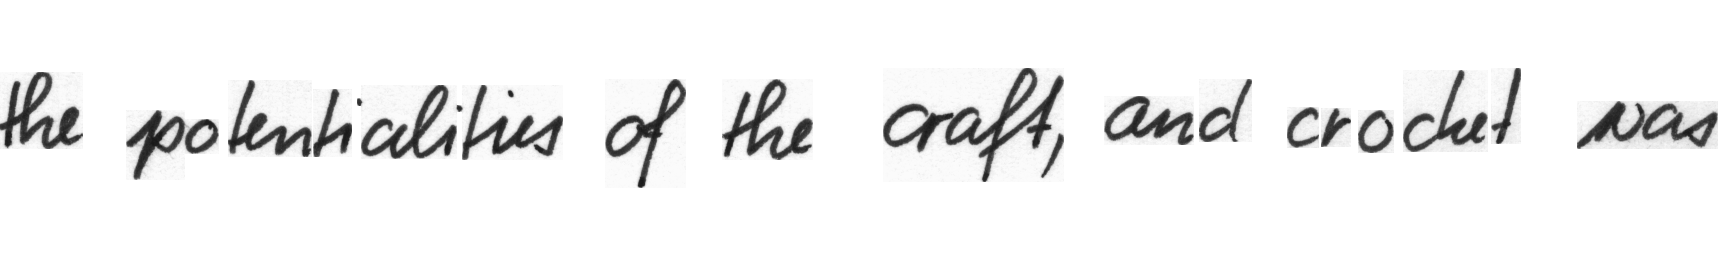 the potentialities of the craft, and crochet was